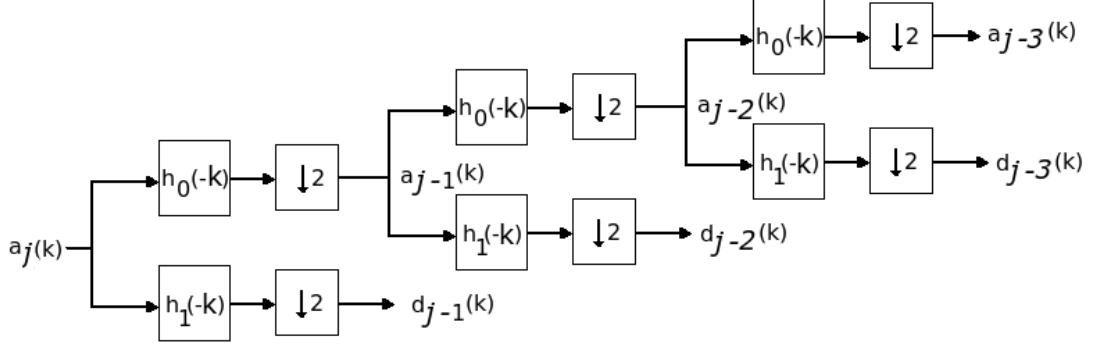 h0(-k) ↓2 aj-3(k)
h0(-k) ↓2 aj-2(k)
h1(-k) ↓2 dj-3(k)
h0(-k) ↓2 aj-1(k)
h1(-k) ↓2 dj-2(k)
aj(k)
h1(-k) ↓2 dj-1(k)